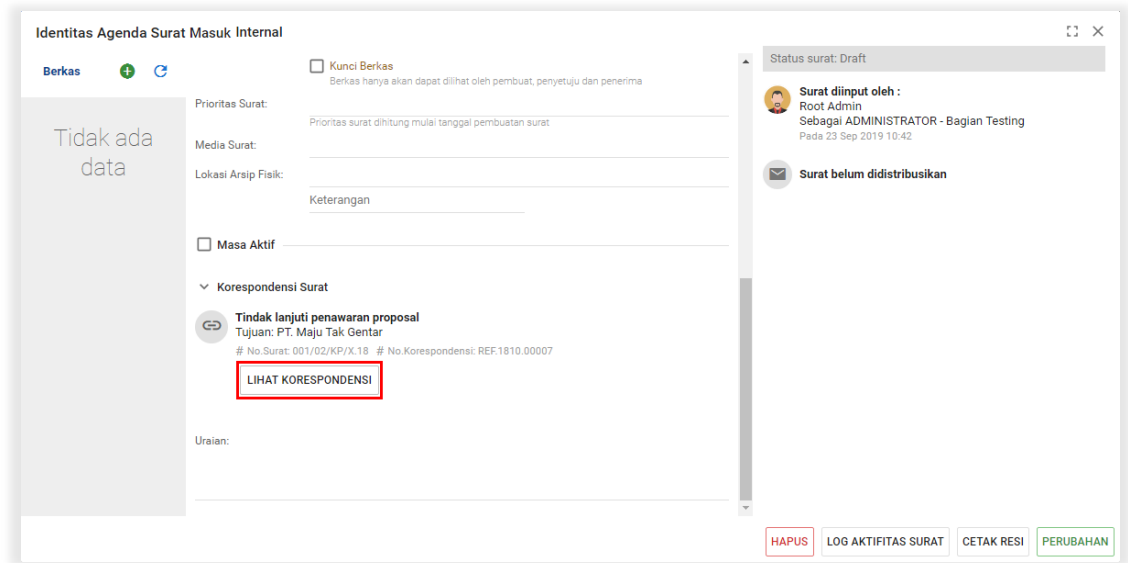 Identitas Agenda Surat Masuk Internal
Berkas
Tidak ada
data
Kunci Berkas
Berkas hanya akan dapat dilihat oleh pembuat, penyetuju dan penerima
Prioritas Surat:
Prioritas surat dihitung mulai tanggal pembuatan surat
Media Surat:
Lokasi Arsip Fisik:
Keterangan
Masa Aktif
Korespondensi Surat
Tindak lanjuti penawaran proposal
Tujuan: PT. Maju Tak Gentar
# No.Surat: 001/02/KP/X.18 # No.Korespondensi: REF.1810.00007
LIHAT KORESPONDENSI
Uraian:
Status surat: Draft
Surat diinput oleh :
Root Admin
Sebagai ADMINISTRATOR - Bagian Testing
Pada 23 Sep 2019 10:42
Surat belum didistribusikan
HAPUS LOG AKTIFITAS SURAT CETAK RESI PERUBAHAN